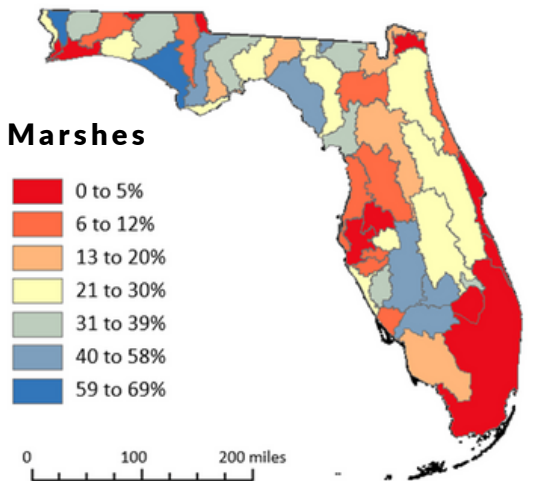 Marshes
0 to 5%
6 to 12%
13 to 20%
21 to 30%
31 to 39%
40 to 58%
59 to 69%
0 100 200 miles